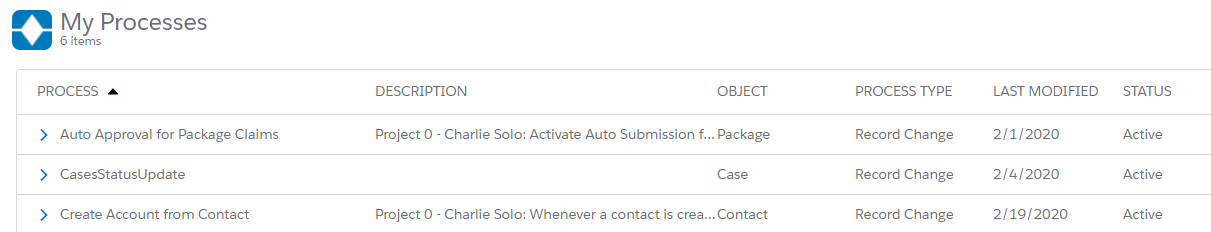 My Processes
6 items
PROCESS DESCRIPTION OBJECT PROCESS TYPE LAST MODIFIED STATUS
Auto Approval for Package Claims Project 0 - Charlie Solo: Activate Auto Submission f... Package Record Change 2/1/2020 Active
CasesStatusUpdate Case Record Change 2/4/2020 Active
Create Account from Contact Project 0 - Charlie Solo: Whenever a contact is crea... Contact Record Change 2/19/2020 Active